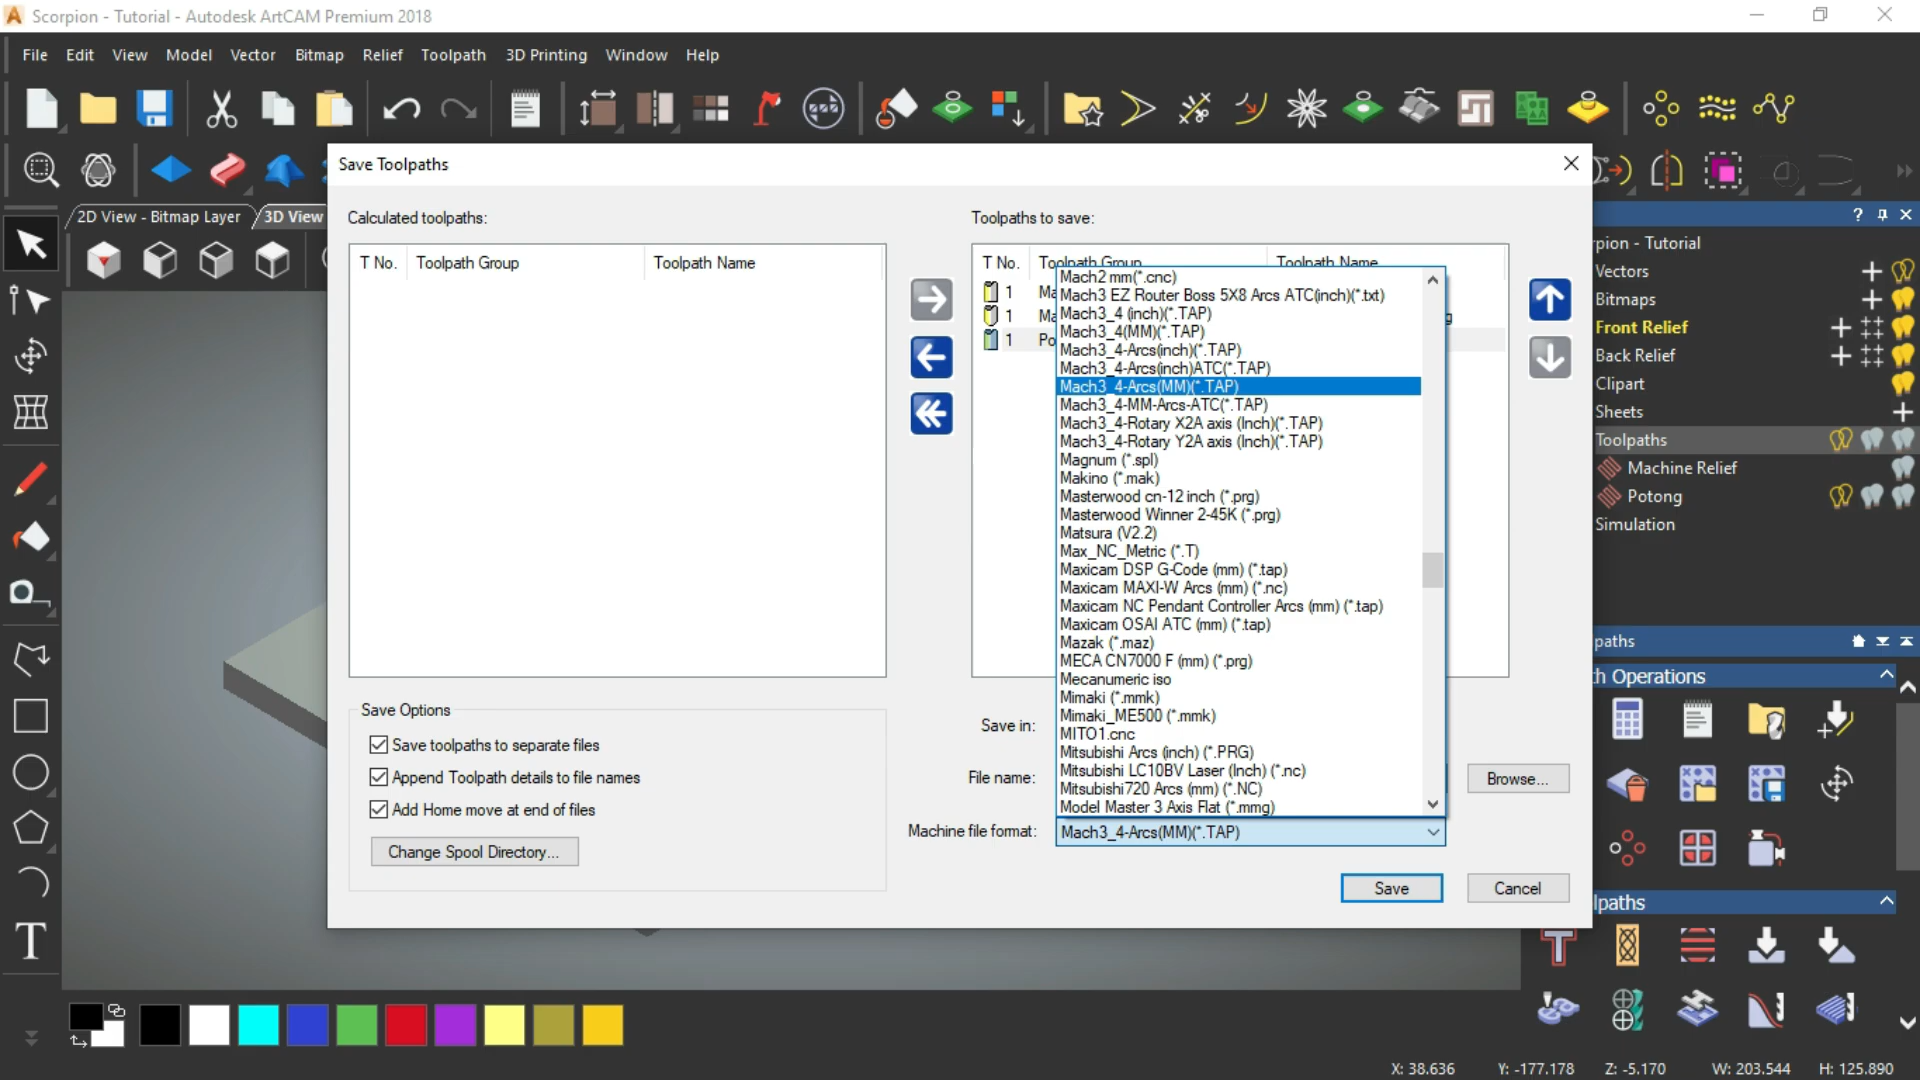 Scorpion - Tutorial - Autodesk ArtCAM Premium 2018
File Edit View Model Vector Bitmap Relief Toolpath 3D Printing Window Help
Save Toolpaths
2D View - Bitmap Layer 3D View
Calculated toolpaths:
T No. Toolpath Group Toolpath Name
Toolpaths to save:
T No. Toolpath Group Toolpath Name
1 Ma
1 Ma
1 Po
Mach2 mm(*.cnc)
Mach3 EZ Router Boss 5X8 Arcs ATC(inch)(*.txt)
Mach3_4 (inch)(*.TAP)
Mach3_4(MM)(*.TAP)
Mach3_4-Arcs(inch)(*.TAP)
Mach3_4-Arcs(inch)ATC(*.TAP)
Mach3_4-Arcs(MM)(*.TAP)
Mach3_4-MM-Arcs-ATC(*.TAP)
Mach3_4-Rotary X2A axis (Inch)(*.TAP)
Mach3_4-Rotary Y2A axis (Inch)(*.TAP)
Magnum (*.spl)
Makino (*.mak)
Masterwood cn-12 inch (*.prg)
Masterwood Winner 2-45K (*.prg)
Matsura (V2.2)
Max_NC_Metric (*.T)
Maxicam DSP G-Code (mm) (*.tap)
Maxicam MAXI-W Arcs (mm) (*.nc)
Maxicam NC Pendant Controller Arcs (mm) (*.tap)
Maxicam OSAI ATC (mm) (*.tap)
Mazak (*.maz)
MECA CN7000 F (mm) (*.prg)
Mecanumeric iso
Mimaki (*.mmk)
Mimaki_ME500 (*.mmk)
MITO1.cnc
Mitsubishi Arcs (inch) (*.PRG)
Mitsubishi LC10BV Laser (Inch) (*.nc)
Mitsubishi720 Arcs (mm) (*.NC)
Model Master 3 Axis Flat (*.mmg)
Save Options
Save toolpaths to separate files
Append Toolpath details to file names
Add Home move at end of files
Change Spool Directory...
Save in:
File name:
Browse...
Machine file format: Mach3_4-Arcs(MM)(*.TAP)
Save Cancel
rpion - Tutorial
Vectors
Bitmaps
Front Relief
Back Relief
Clipart
Sheets
Toolpaths
Machine Relief
Potong
Simulation
paths
h Operations
lpaths
X: 38.636 Y: -177.178 Z: -5.170 W: 203.544 H: 125.890